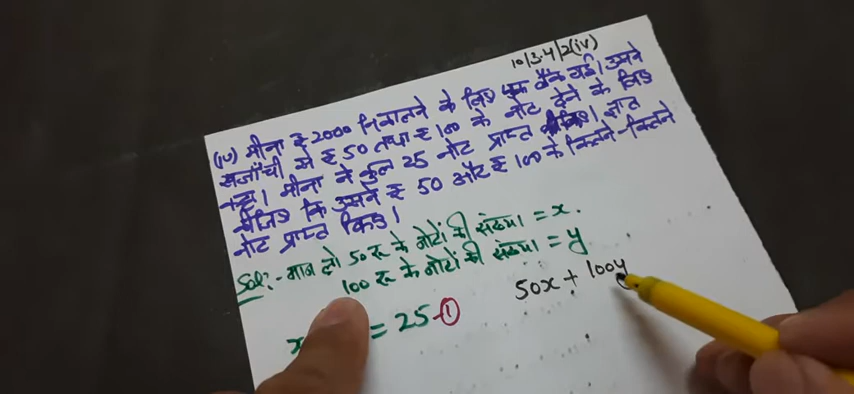 10/3.4/2(iv)
(iv) मीना ₹ 2000 निकालने के लिए एक बैंक गई। उसने
खजाँची से ₹ 50 तथा ₹ 100 के नोट देने के लिए
कहा। मीना ने कुल 25 नोट प्राप्त किए। ज्ञात
कीजिए कि उसने ₹ 50 और ₹ 100 के कितने-कितने
नोट प्राप्त किए।
Sol:- मान लो 50 रु के नोटों की संख्या = x.
100 रु के नोटों की संख्या = y
50x + 100y
x = 25 -①